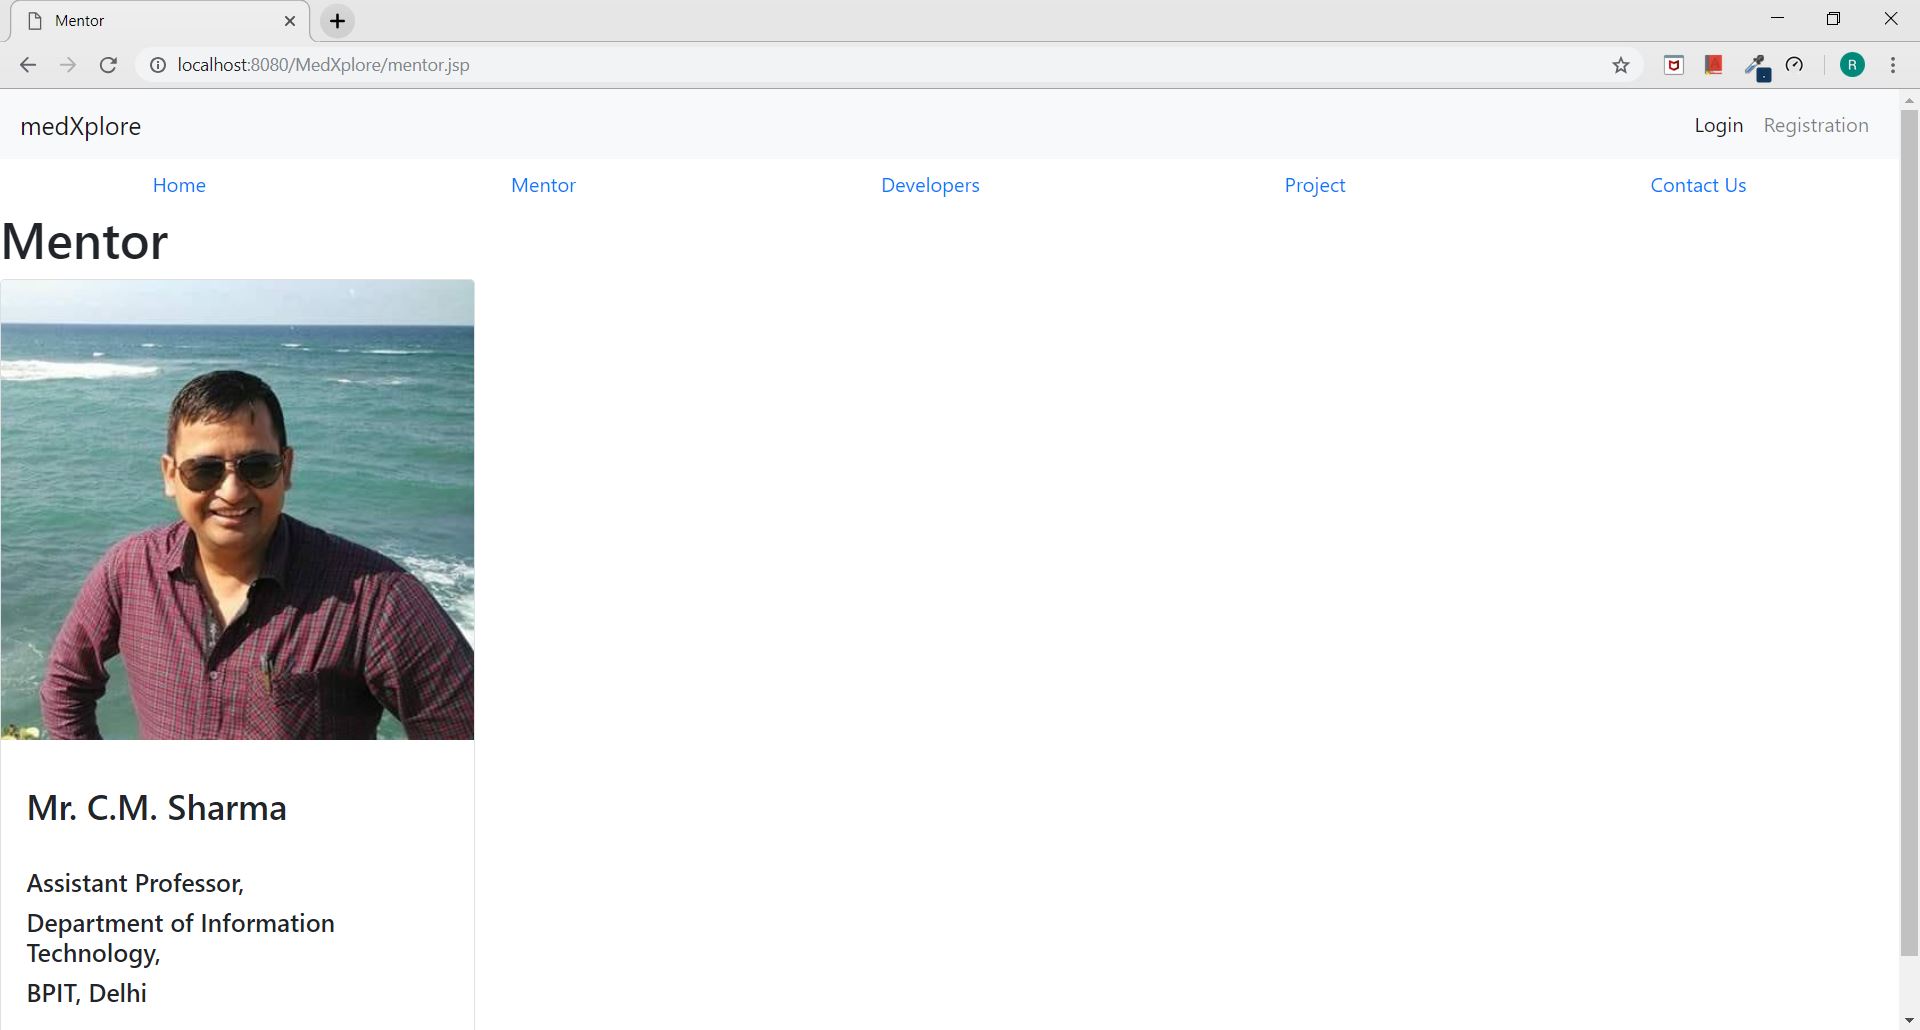 Mentor
localhost:8080/MedXplore/mentor.jsp
R
medXplore
Login Registration
Home Mentor Developers Project Contact Us
Mentor
Mr. C.M. Sharma
Assistant Professor,
Department of Information
Technology,
BPIT, Delhi